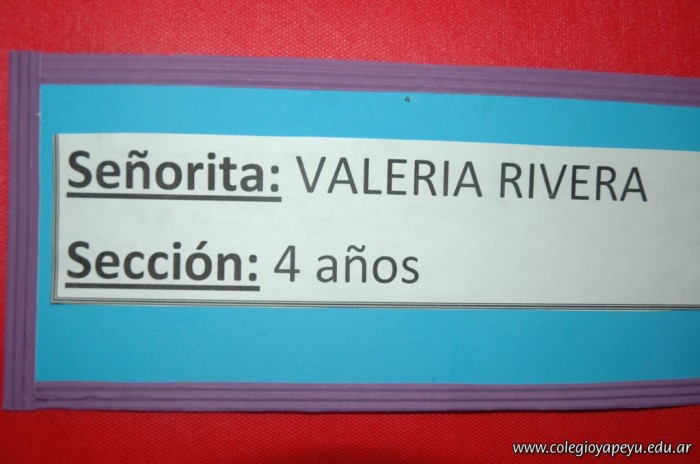 Señorita: VALERIA RIVERA
Sección: 4 años
www.colegioyapeyu.edu.ar